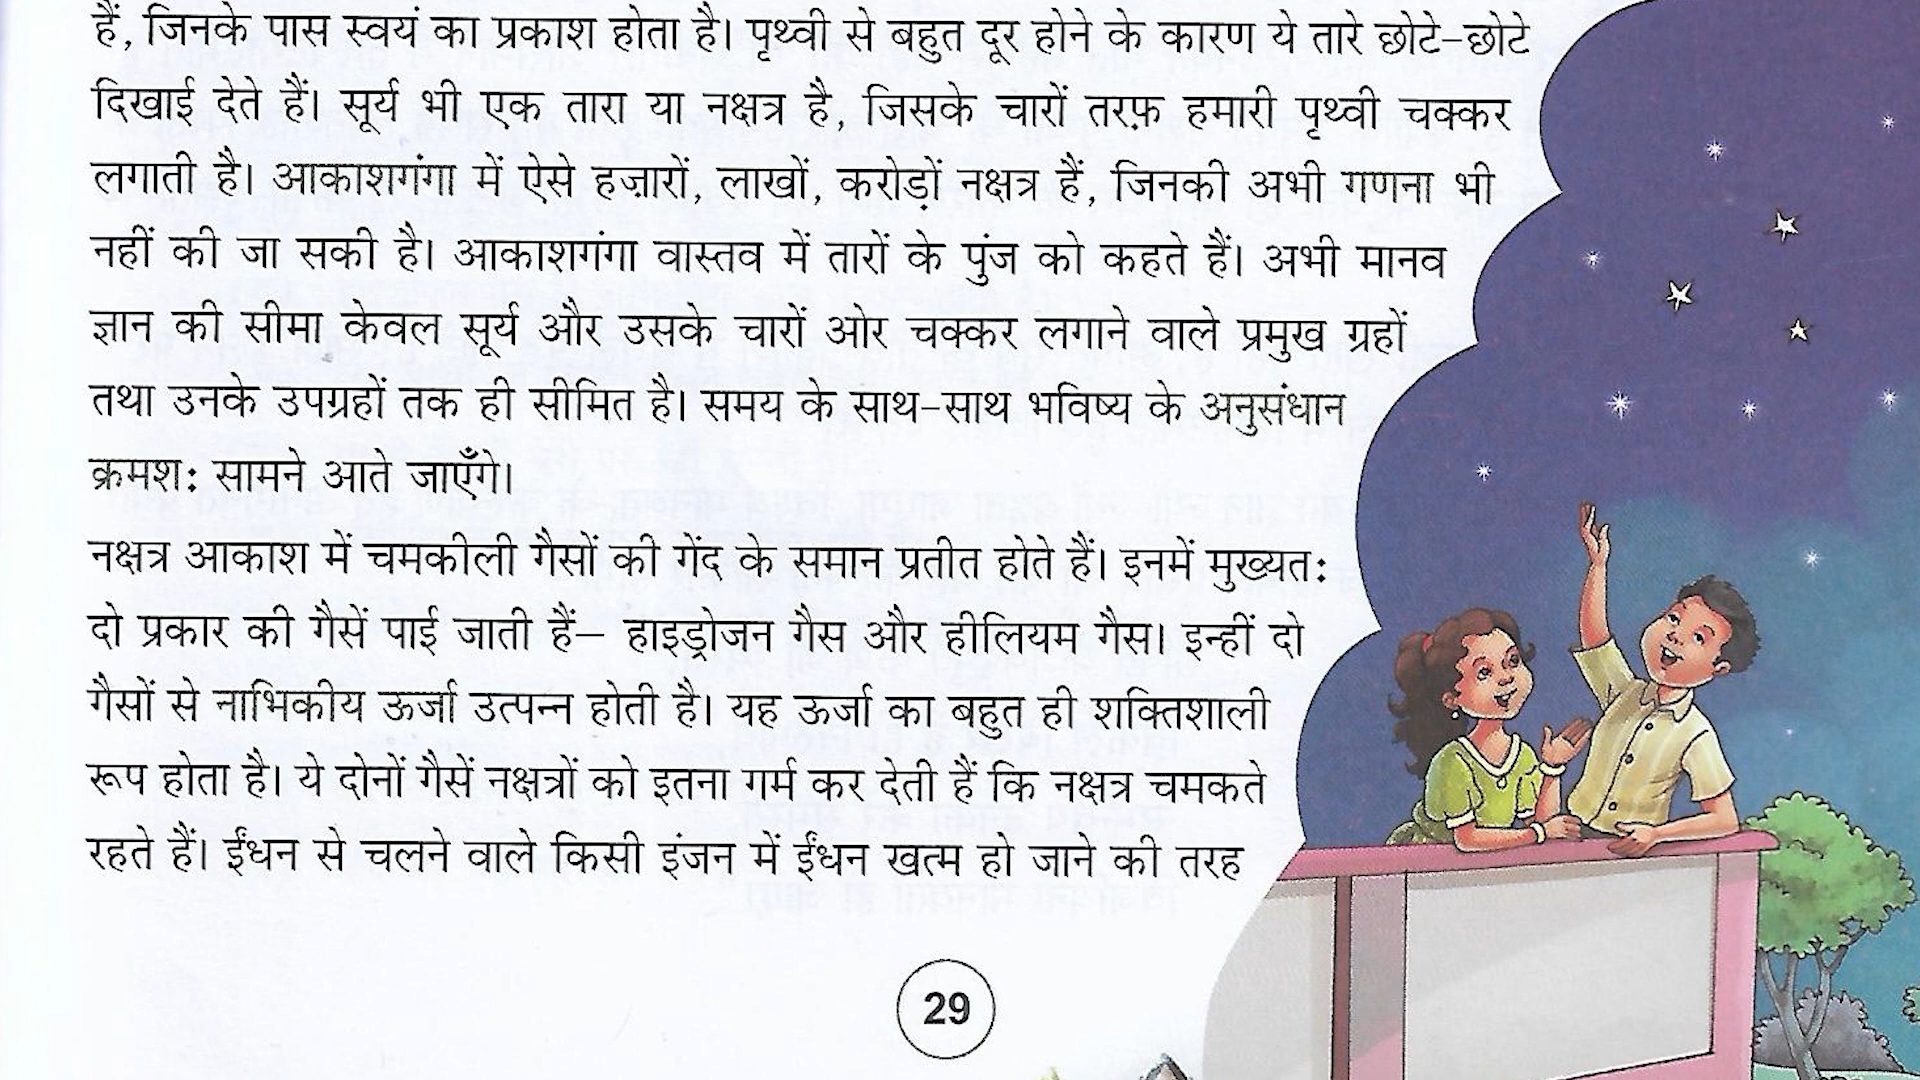 हैं, जिनके पास स्वयं का प्रकाश होता है। पृथ्वी से बहुत दूर होने के कारण ये तारे छोटे-छोटे
दिखाई देते हैं। सूर्य भी एक तारा या नक्षत्र है, जिसके चारों तरफ़ हमारी पृथ्वी चक्कर
लगाती है। आकाशगंगा में ऐसे हज़ारों, लाखों, करोड़ों नक्षत्र हैं, जिनकी अभी गणना भी
नहीं की जा सकी है। आकाशगंगा वास्तव में तारों के पुंज को कहते हैं। अभी मानव
ज्ञान की सीमा केवल सूर्य और उसके चारों ओर चक्कर लगाने वाले प्रमुख ग्रहों
तथा उनके उपग्रहों तक ही सीमित है। समय के साथ-साथ भविष्य के अनुसंधान
क्रमशः सामने आते जाएँगे।
नक्षत्र आकाश में चमकीली गैसों की गेंद के समान प्रतीत होते हैं। इनमें मुख्यतः
दो प्रकार की गैसें पाई जाती हैं– हाइड्रोजन गैस और हीलियम गैस। इन्हीं दो
गैसों से नाभिकीय ऊर्जा उत्पन्न होती है। यह ऊर्जा का बहुत ही शक्तिशाली
रूप होता है। ये दोनों गैसें नक्षत्रों को इतना गर्म कर देती हैं कि नक्षत्र चमकते
रहते हैं। ईंधन से चलने वाले किसी इंजन में ईंधन खत्म हो जाने की तरह
29